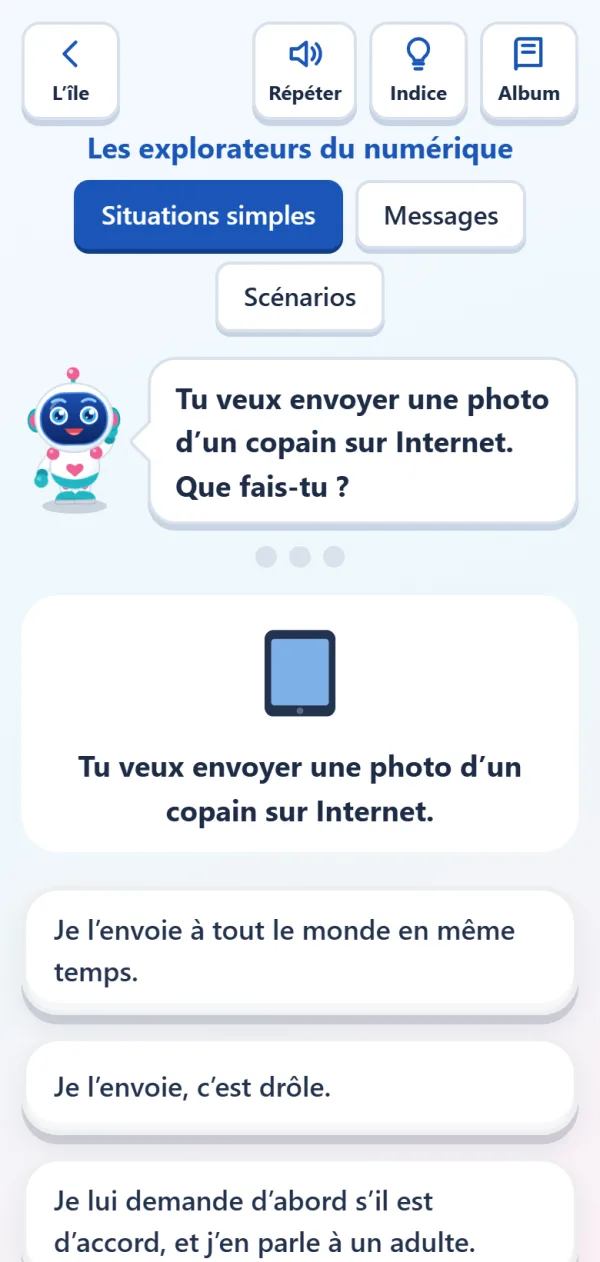 L’île
Répéter
Indice
Album
Les explorateurs du numérique
Situations simples
Messages
Scénarios
Tu veux envoyer une photo
d’un copain sur Internet.
Que fais-tu ?
Tu veux envoyer une photo d’un
copain sur Internet.
Je l’envoie à tout le monde en même
temps.
Je l’envoie, c’est drôle.
Je lui demande d’abord s’il est
d’accord, et j’en parle à un adulte.